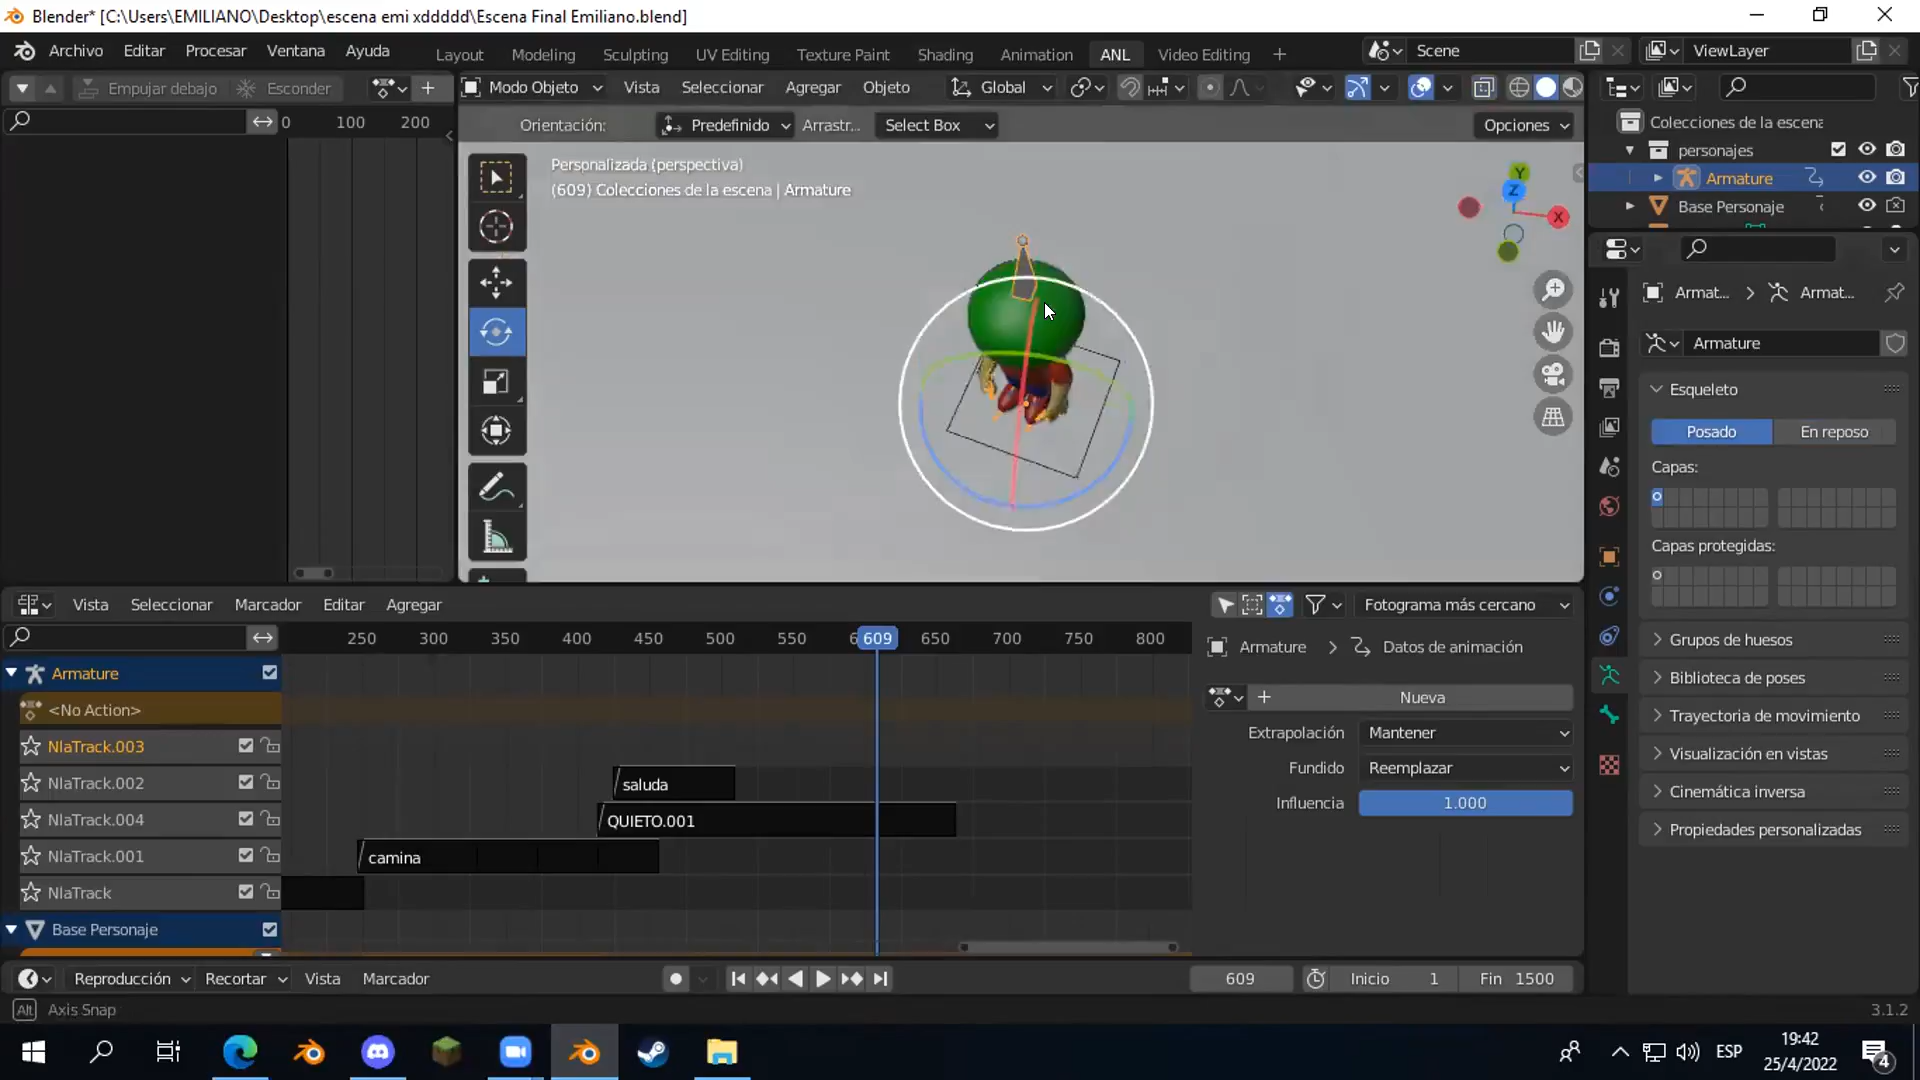 Blender* [C:\Users\EMILIANO\Desktop\escena emi xddddd\Escena Final Emiliano.blend]
Archivo Editar Procesar Ventana Ayuda Layout Modeling Sculpting UV Editing Texture Paint Shading Animation ANL Video Editing Scene ViewLayer
Empujar debajo Esconder Modo Objeto Vista Seleccionar Agregar Objeto Global
0 100 200 Orientación: Predefinido Arrastr... Select Box Opciones
Personalizada (perspectiva)
(609) Colecciones de la escena | Armature
Y
Z
X
Colecciones de la escena
personajes
Armature
Base Personaje
Armat... Armat...
Armature
Esqueleto
Posado En reposo
Capas:
Capas protegidas:
Grupos de huesos
Biblioteca de poses
Trayectoria de movimiento
Visualización en vistas
Cinemática inversa
Propiedades personalizadas
Vista Seleccionar Marcador Editar Agregar Fotograma más cercano
250 300 350 400 450 500 550 609 650 700 750 800
Armature Armature Datos de animación
<No Action> Nueva
NlaTrack.003 Extrapolación Mantener
NlaTrack.002 saluda Fundido Reemplazar
NlaTrack.004 QUIETO.001 Influencia 1.000
NlaTrack.001 camina
NlaTrack
Base Personaje
Reproducción Recortar Vista Marcador 609 Inicio 1 Fin 1500
Alt Axis Snap 3.1.2
ESP 19:42
25/4/2022 4